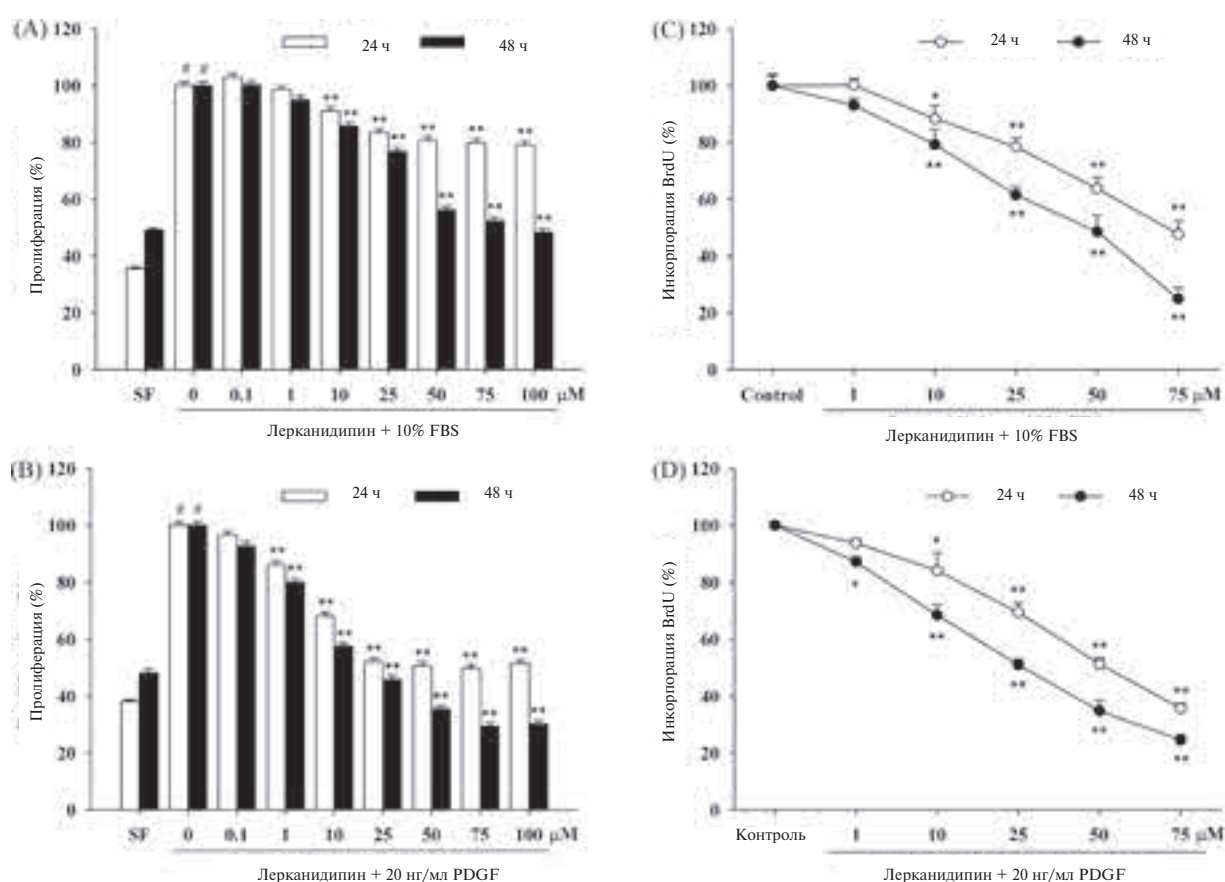 (A)
24 ч
48 ч
Пролиферация (%)
120
100
80
60
40
20
0
# #
** ** ** ** ** ** ** ** ** **
SF 0 0.1 1 10 25 50 75 100 µM
Лерканидипин + 10% FBS
(C)
24 ч
48 ч
Инкорпорация BrdU (%)
120
100
80
60
40
20
0
* ** ** **
** ** ** **
Control 1 10 25 50 75 µM
Лерканидипин + 10% FBS
(B)
24 ч
48 ч
Пролиферация (%)
120
100
80
60
40
20
0
# #
** ** ** ** ** ** ** ** ** ** ** **
SF 0 0.1 1 10 25 50 75 100 µM
Лерканидипин + 20 нг/мл PDGF
(D)
24 ч
48 ч
Инкорпорация BrdU (%)
120
100
80
60
40
20
0
* ** ** **
* ** ** ** **
Контроль 1 10 25 50 75 µM
Лерканидипин + 20 нг/мл PDGF